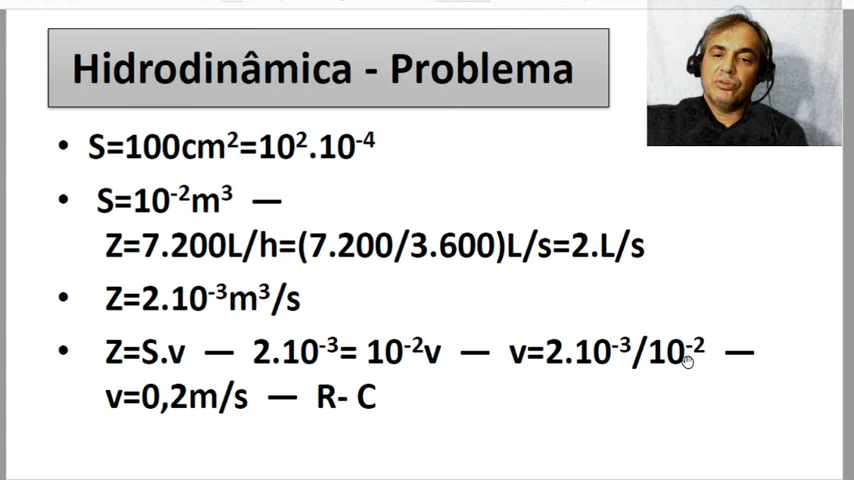 Hidrodinâmica - Problema
• S=100cm²=10².10⁻⁴
• S=10⁻²m³ —
Z=7.200L/h=(7.200/3.600)L/s=2.L/s
• Z=2.10⁻³m³/s
• Z=S.v — 2.10⁻³= 10⁻²v — v=2.10⁻³/10⁻² —
v=0,2m/s — R- C